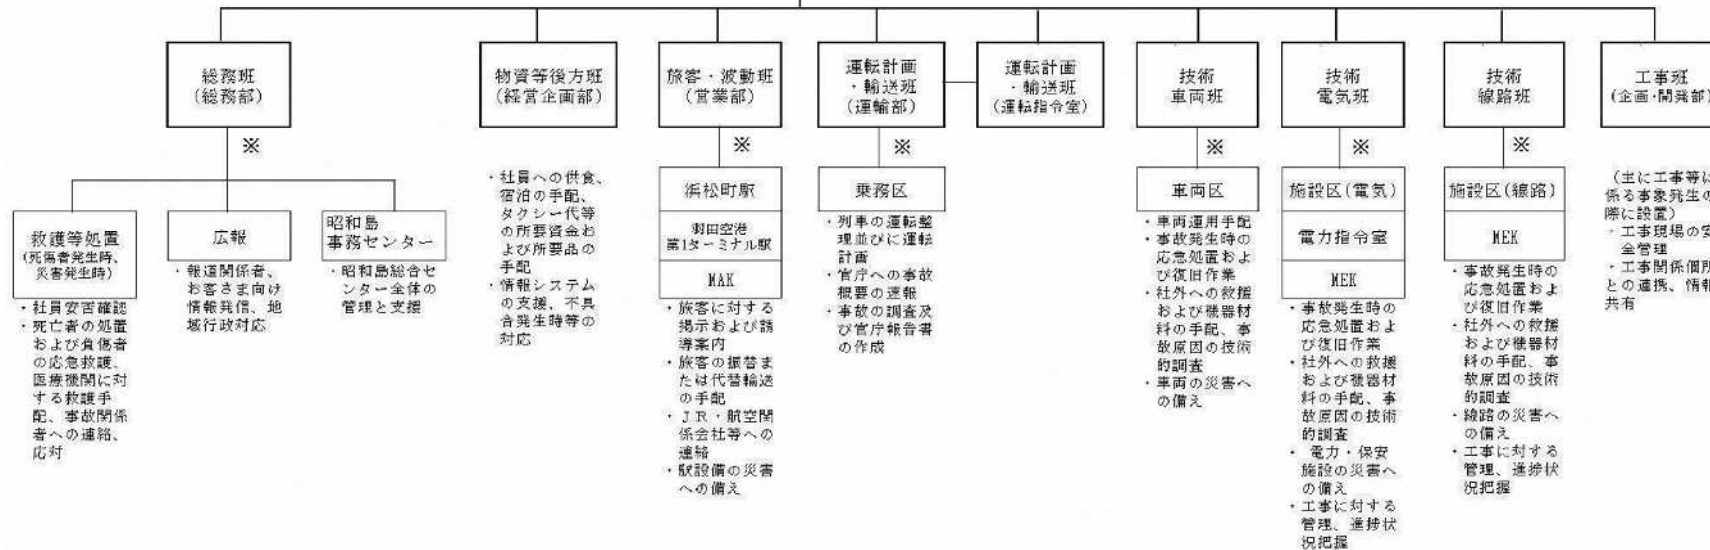 総務班
(総務部)
※
救護等処置
(死傷者発生時、
災害発生時)
・社員安否確認
・死亡者の処置
および負傷者
の応急救護、
医療機関に対
する救護手
配、事故関係
者への連絡、
応対
広報
・報道関係者、
お客さま向け
情報発信、地
域行政対応
昭和島
事務センター
・昭和島総合セ
ンター全体の
管理と支援
物資等後方班
(経営企画部)
・社員への供食、
宿泊の手配、
タクシー代等
の所要資金お
よび所要品の
手配
・情報システム
の支援、不具
合発生時等の
対応
旅客・波動班
(営業部)
※
浜松町駅
羽田空港
第1ターミナル駅
MAK
・旅客に対する
掲示および誘
導案内
・旅客の振替ま
たは代替輸送
の手配
・JR・航空関
係会社等への
連絡
・駅設備の災害
への備え
運転計画
・輸送班
(運輸部)
※
乗務区
・列車の運転整
理並びに運転
計画
・官庁への事故
概要の速報
・事故の調査及
び官庁報告書
の作成
運転計画
・輸送班
(運転指令室)
技術
車両班
※
車両区
・車両運用手配
・事故発生時の
応急処置およ
び復旧作業
・社外への救援
および機器材
料の手配、事
故原因の技術
的調査
・車両の災害へ
の備え
技術
電気班
※
施設区(電気)
電力指令室
MEK
・事故発生時の
応急処置およ
び復旧作業
・社外への救援
および機器材
料の手配、事
故原因の技術
的調査
・電力・保安
施設の災害へ
の備え
・工事に対する
管理、進捗状
況把握
技術
線路班
※
施設区(線路)
MEK
・事故発生時の
応急処置およ
び復旧作業
・社外への救援
および機器材
料の手配、事
故原因の技術
的調査
・線路の災害へ
の備え
・工事に対する
管理、進捗状
況把握
工事班
(企画・開発部)
(主に工事等に
係る事象発生の
際に設置)
・工事現場の安
全管理
・工事関係個所
との連携、情報
共有